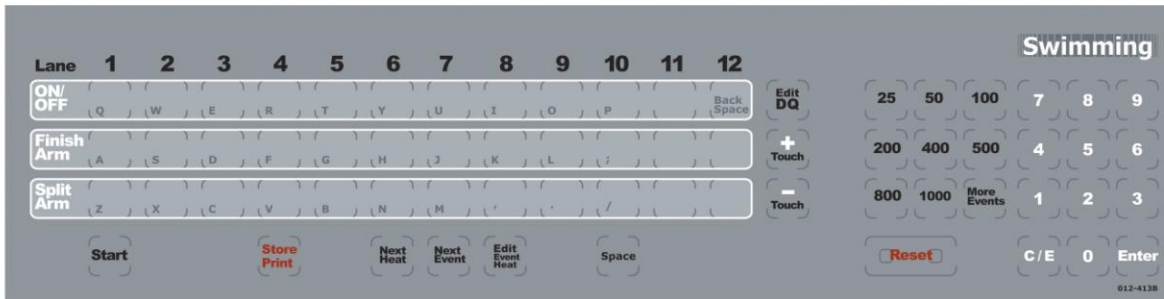 Swimming
Lane 1 2 3 4 5 6 7 8 9 10 11 12
ON/
OFF
Q W E R T Y U I O P
Back
Space
Edit
DQ
25 50 100 7 8 9
Finish
Arm
A S D F G H J K L ;
+
Touch
200 400 500 4 5 6
Split
Arm
Z X C V B N M , . /
–
Touch
800 1000
More
Events
1 2 3
Start
Store
Print
Next
Heat
Next
Event
Edit
Event
Heat
Space
Reset
C / E 0 Enter
012-413B